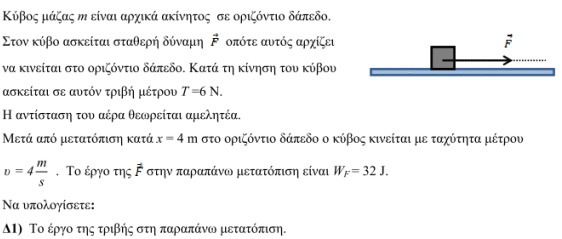 Κύβος μάζας m είναι αρχικά ακίνητος σε οριζόντιο δάπεδο.
Στον κύβο ασκείται σταθερή δύναμη F⃗ οπότε αυτός αρχίζει
F⃗
να κινείται στο οριζόντιο δάπεδο. Κατά τη κίνηση του κύβου
ασκείται σε αυτόν τριβή μέτρου T =6 N.
Η αντίσταση του αέρα θεωρείται αμελητέα.
Μετά από μετατόπιση κατά x = 4 m στο οριζόντιο δάπεδο ο κύβος κινείται με ταχύτητα μέτρου
υ = 4 m/s . Το έργο της F⃗ στην παραπάνω μετατόπιση είναι W_F = 32 J.
Να υπολογίσετε:
Δ1) Το έργο της τριβής στη παραπάνω μετατόπιση.